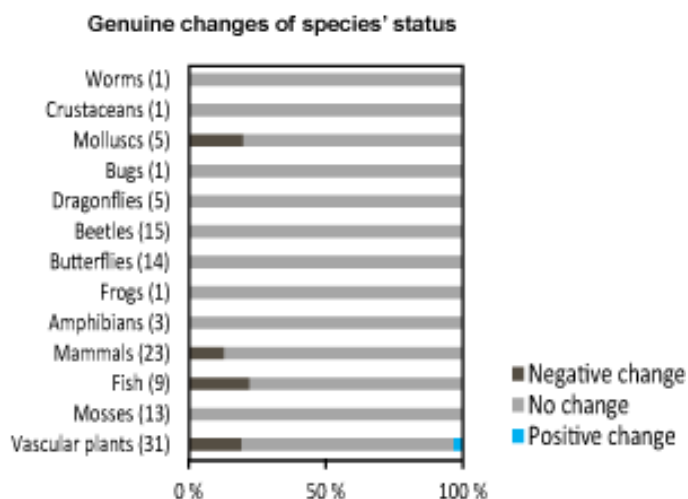 Genuine changes of species' status
Worms (1)
Crustaceans (1)
Molluscs (5)
Bugs (1)
Dragonflies (5)
Beetles (15)
Butterflies (14)
Frogs (1)
Amphibians (3)
Mammals (23)
Fish (9)
Mosses (13)
Vascular plants (31)
0 % 50 % 100 %
Negative change
No change
Positive change